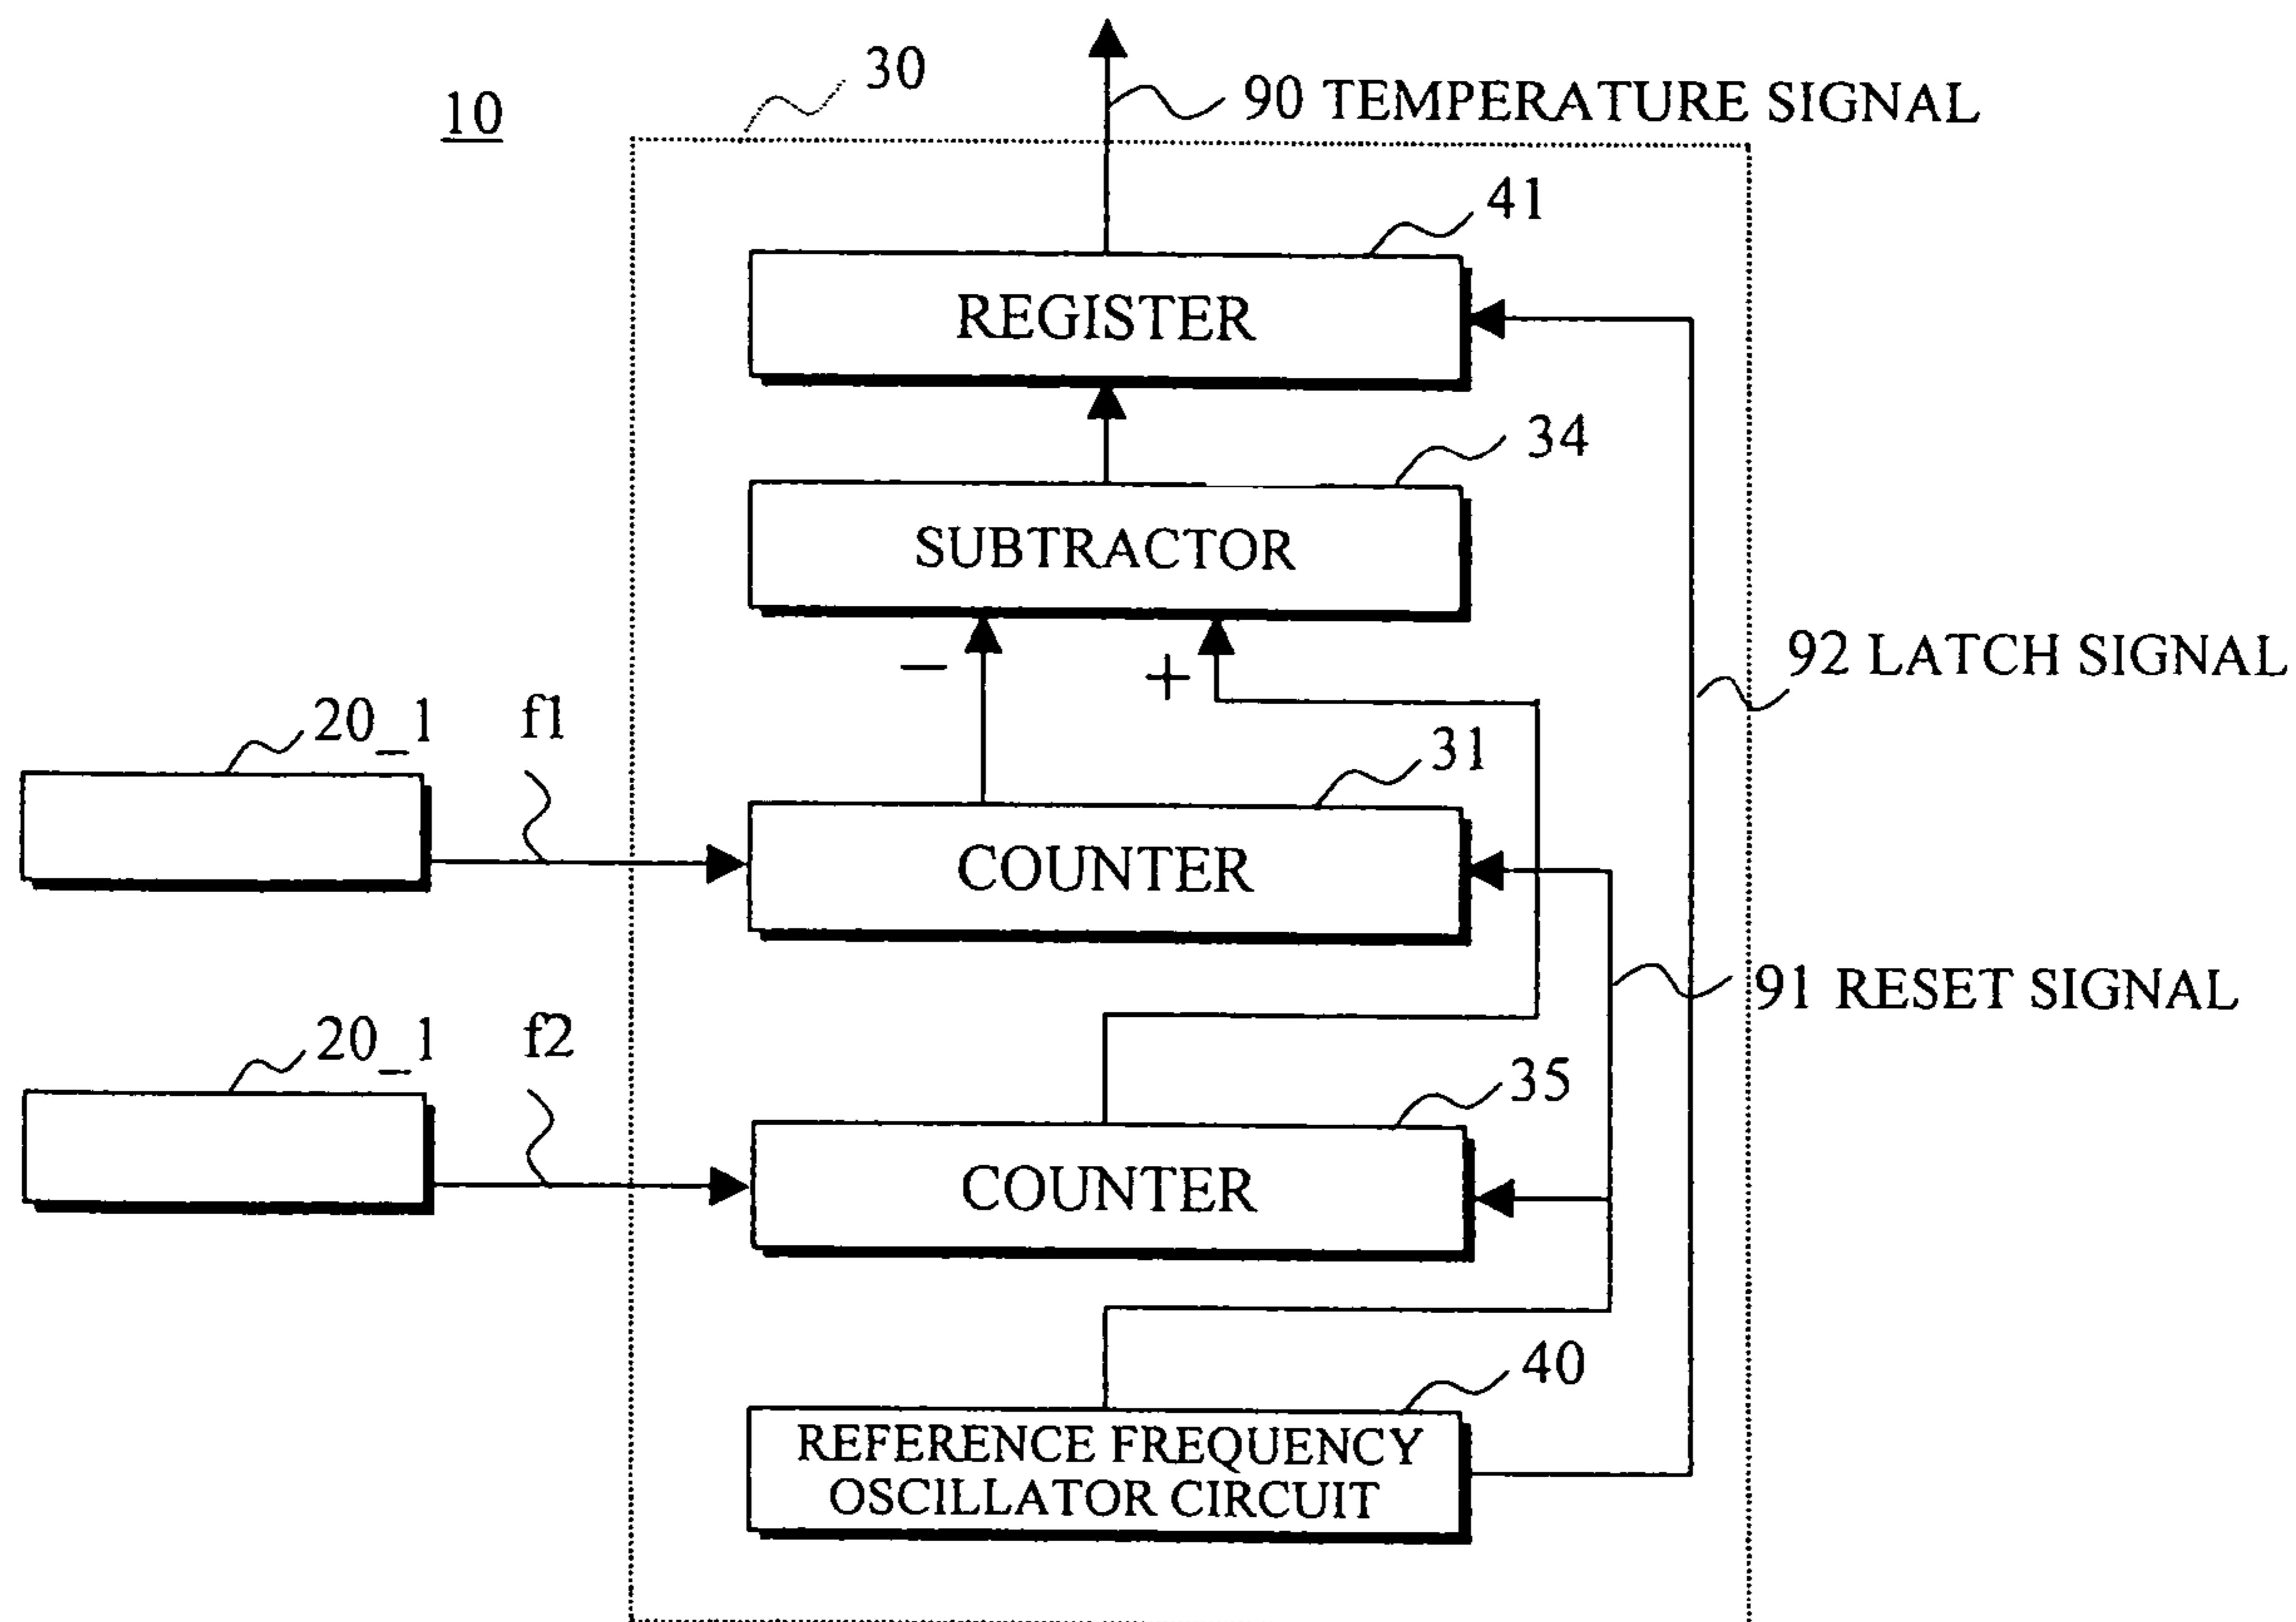 30
90 TEMPERATURE SIGNAL
10
41
REGISTER
34
SUBTRACTOR
−
+
92 LATCH SIGNAL
20_1
f1
31
COUNTER
91 RESET SIGNAL
20_1
f2
35
COUNTER
40
REFERENCE FREQUENCY
OSCILLATOR CIRCUIT